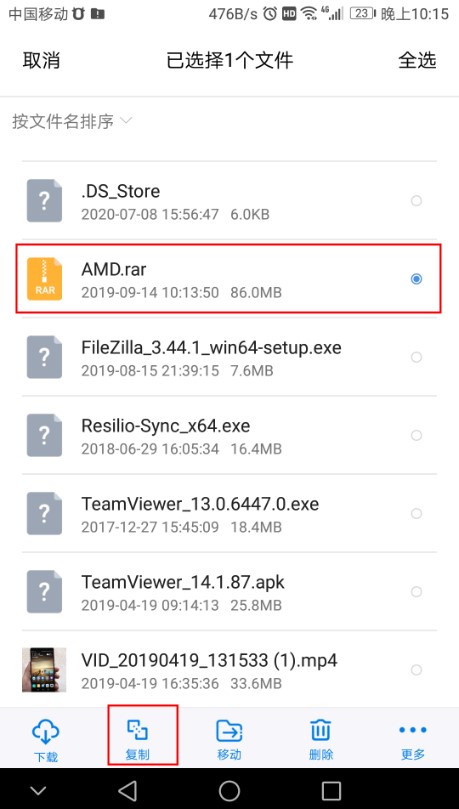 中国移动 476B/s HD 4G 23 晚上10:15
取消 已选择1个文件 全选
按文件名排序
.DS_Store
2020-07-08 15:56:47 6.0KB
AMD.rar
RAR
2019-09-14 10:13:50 86.0MB
FileZilla_3.44.1_win64-setup.exe
2019-08-15 21:39:15 7.6MB
Resilio-Sync_x64.exe
2018-06-29 16:05:34 16.4MB
TeamViewer_13.0.6447.0.exe
2017-12-27 15:45:09 18.4MB
TeamViewer_14.1.87.apk
2019-04-19 09:14:13 25.8MB
VID_20190419_131533 (1).mp4
2019-04-19 16:35:36 33.6MB
下载 复制 移动 删除 更多